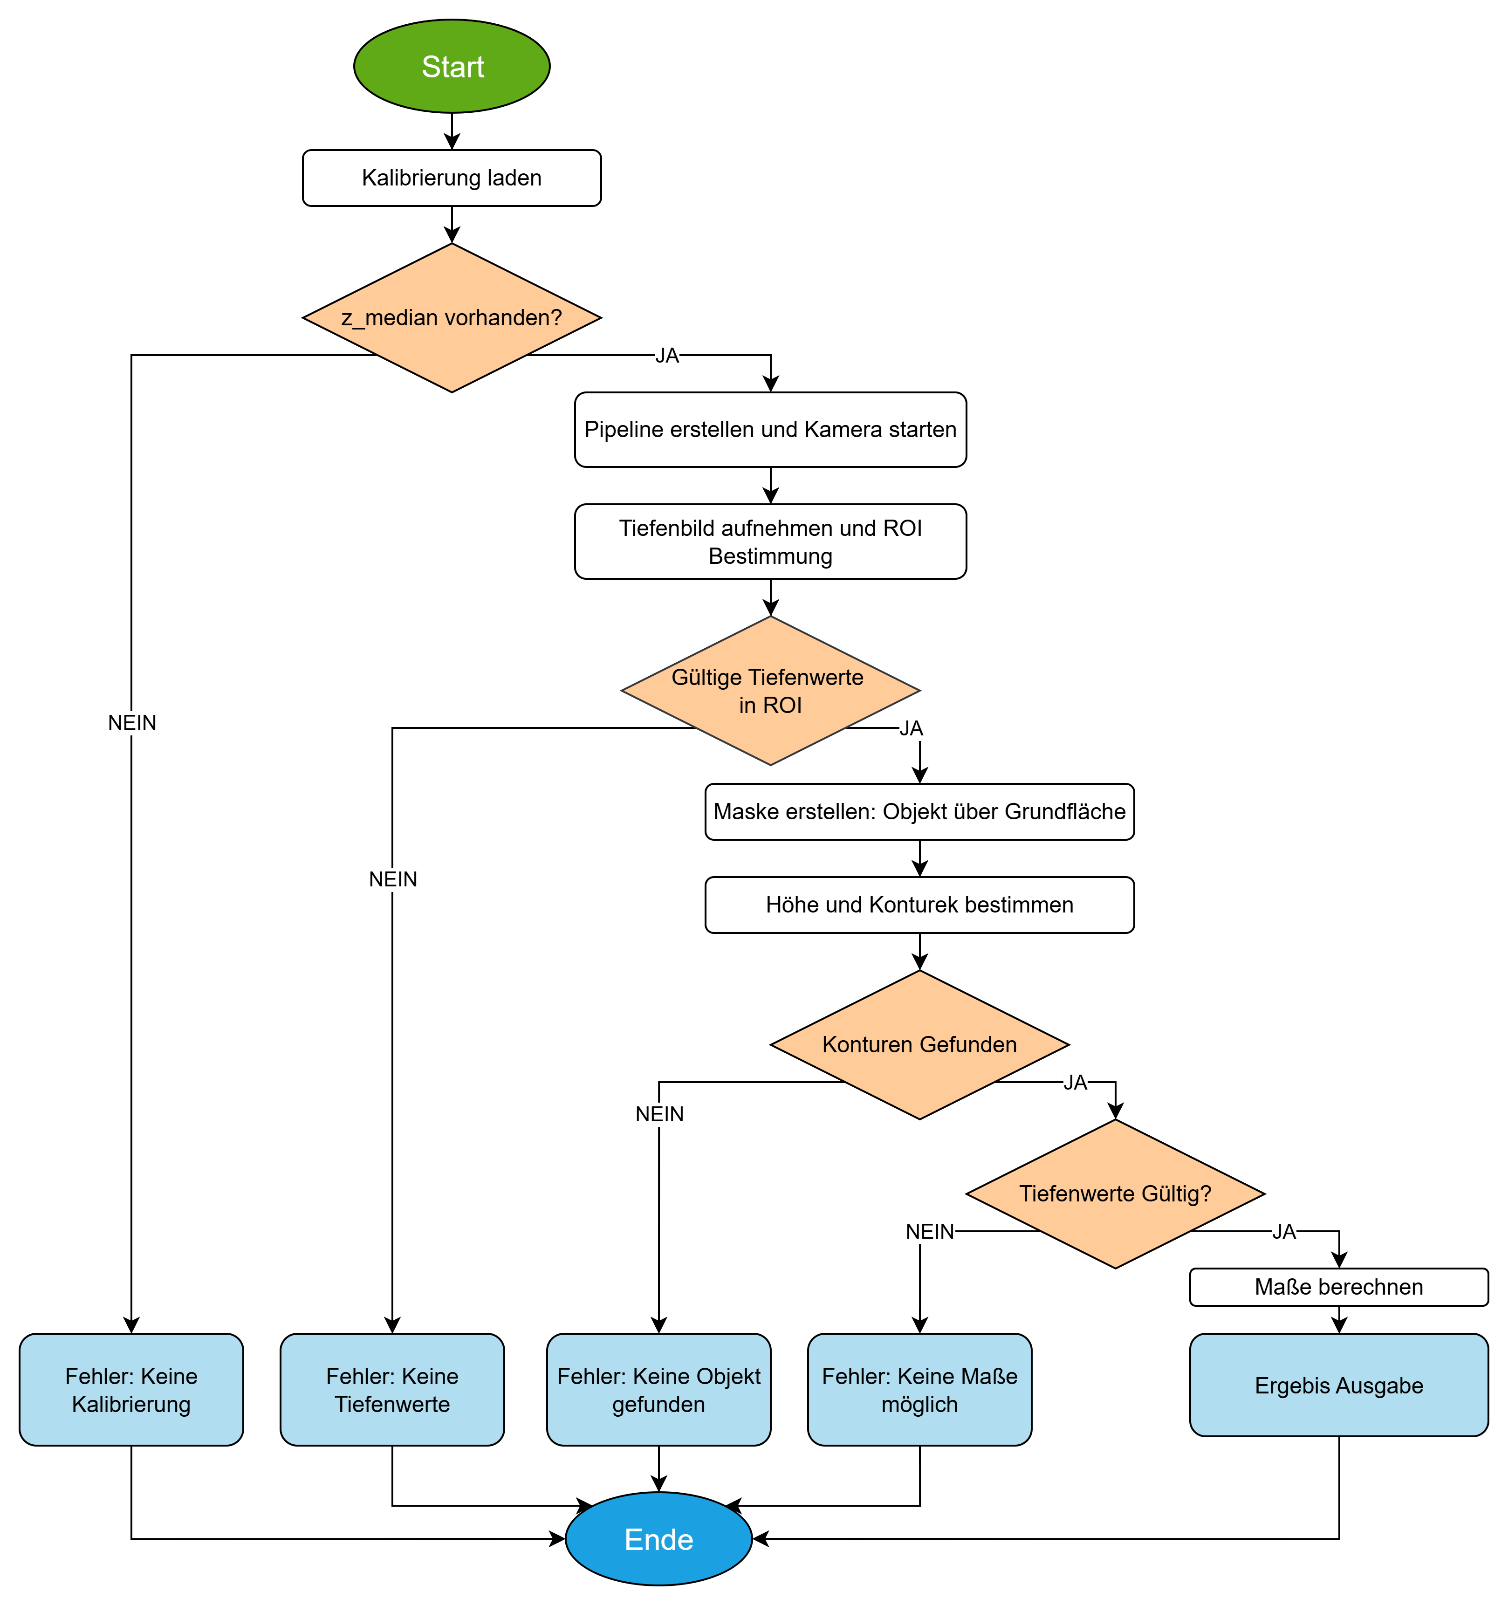 Start
Kalibrierung laden
z_median vorhanden?
JA
Pipeline erstellen und Kamera starten
Tiefenbild aufnehmen und ROI
Bestimmung
Gültige Tiefenwerte
in ROI
NEIN
JA
Maske erstellen: Objekt über Grundfläche
NEIN
Höhe und Konturek bestimmen
Konturen Gefunden
JA
NEIN
Tiefenwerte Gültig?
NEIN
JA
Maße berechnen
Fehler: Keine
Kalibrierung
Fehler: Keine
Tiefenwerte
Fehler: Keine Objekt
gefunden
Fehler: Keine Maße
möglich
Ergebis Ausgabe
Ende